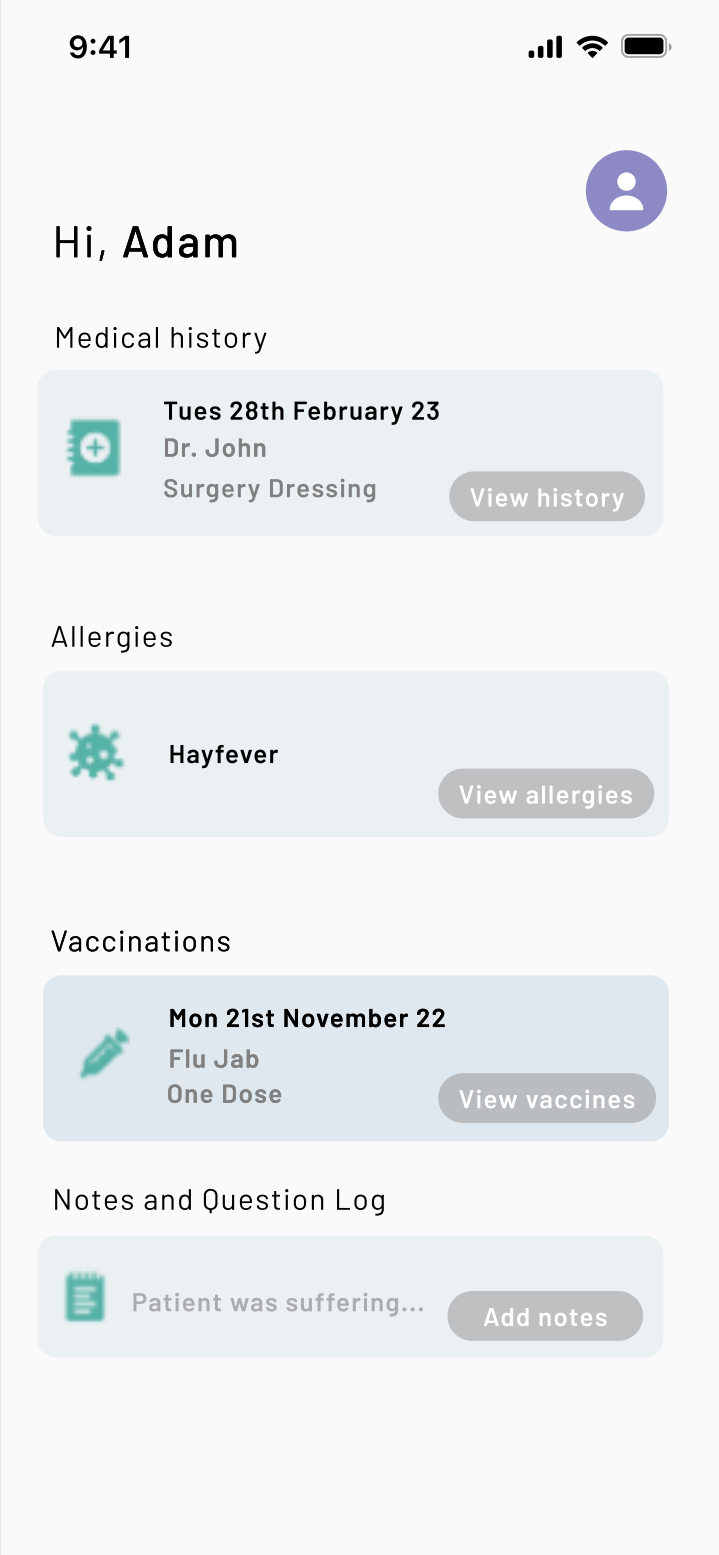 9:41
Hi, Adam
Medical history
Tues 28th February 23
Dr. John
Surgery Dressing
View history
Allergies
Hayfever
View allergies
Vaccinations
Mon 21st November 22
Flu Jab
One Dose
View vaccines
Notes and Question Log
Patient was suffering...
Add notes